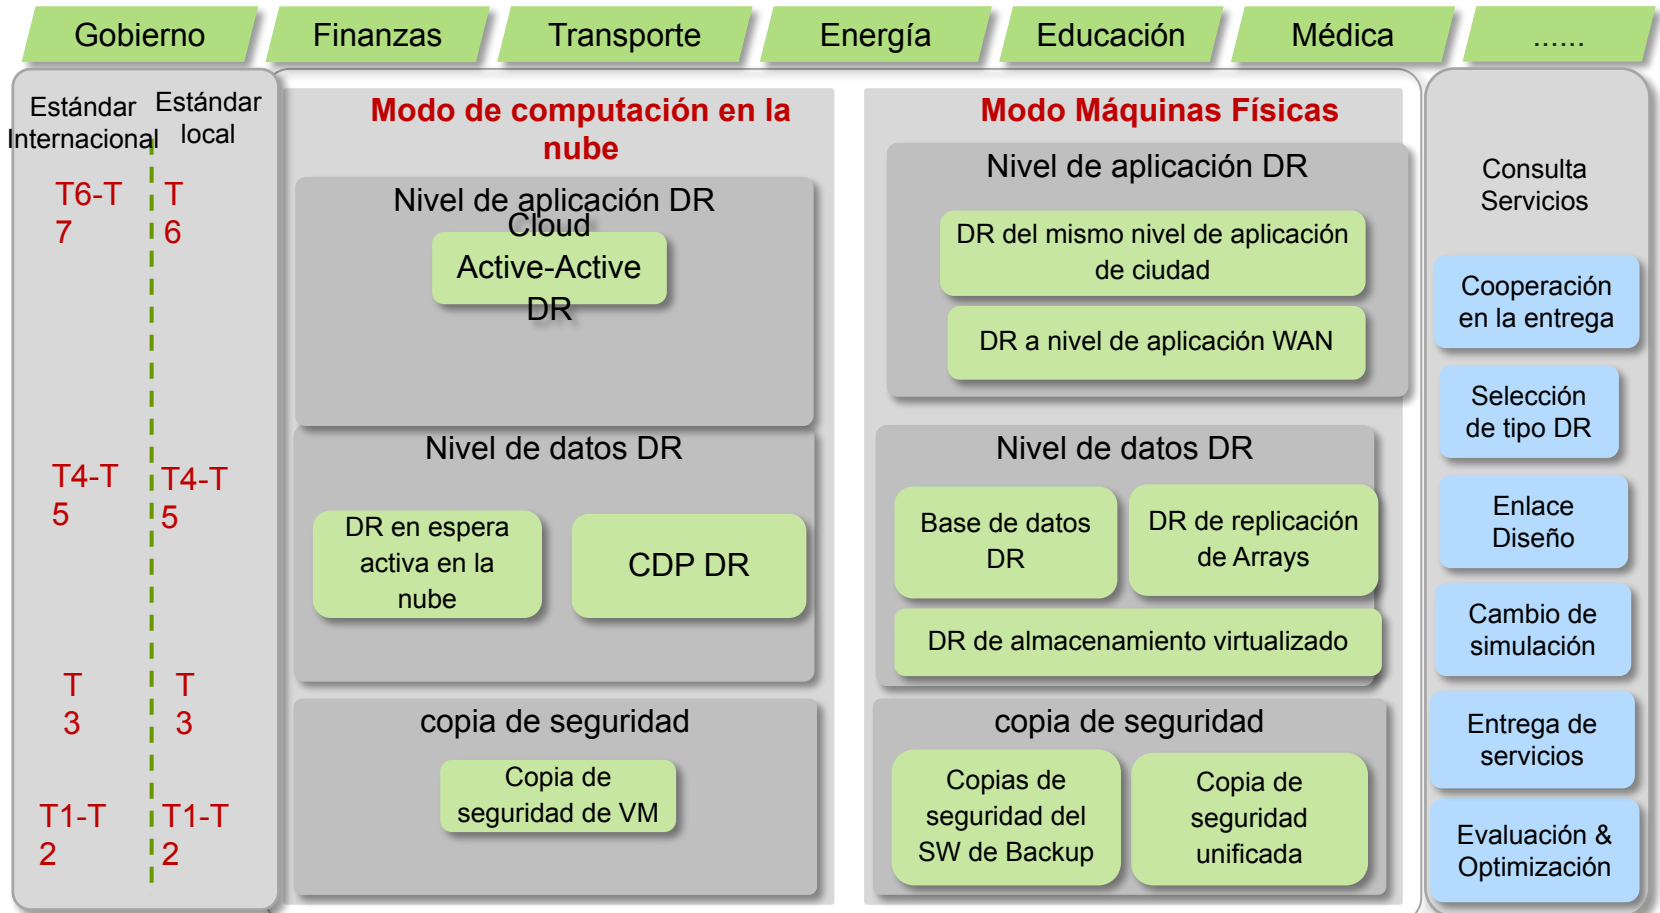 Gobierno
Finanzas
Transporte
Energía
Educación
Médica
......
Estándar
Internacional
Estándar
local
T6-T
7
T
6
T4-T
5
T4-T
5
T
3
T
3
T1-T
2
T1-T
2
Modo de computación en la
nube
Nivel de aplicación DR
Cloud
Active-Active
DR
Nivel de datos DR
DR en espera
activa en la
nube
CDP DR
copia de seguridad
Copia de
seguridad de VM
Modo Máquinas Físicas
Nivel de aplicación DR
DR del mismo nivel de aplicación
de ciudad
DR a nivel de aplicación WAN
Nivel de datos DR
Base de datos
DR
DR de replicación
de Arrays
DR de almacenamiento virtualizado
copia de seguridad
Copias de
seguridad del
SW de Backup
Copia de
seguridad
unificada
Consulta
Servicios
Cooperación
en la entrega
Selección
de tipo DR
Enlace
Diseño
Cambio de
simulación
Entrega de
servicios
Evaluación &
Optimización